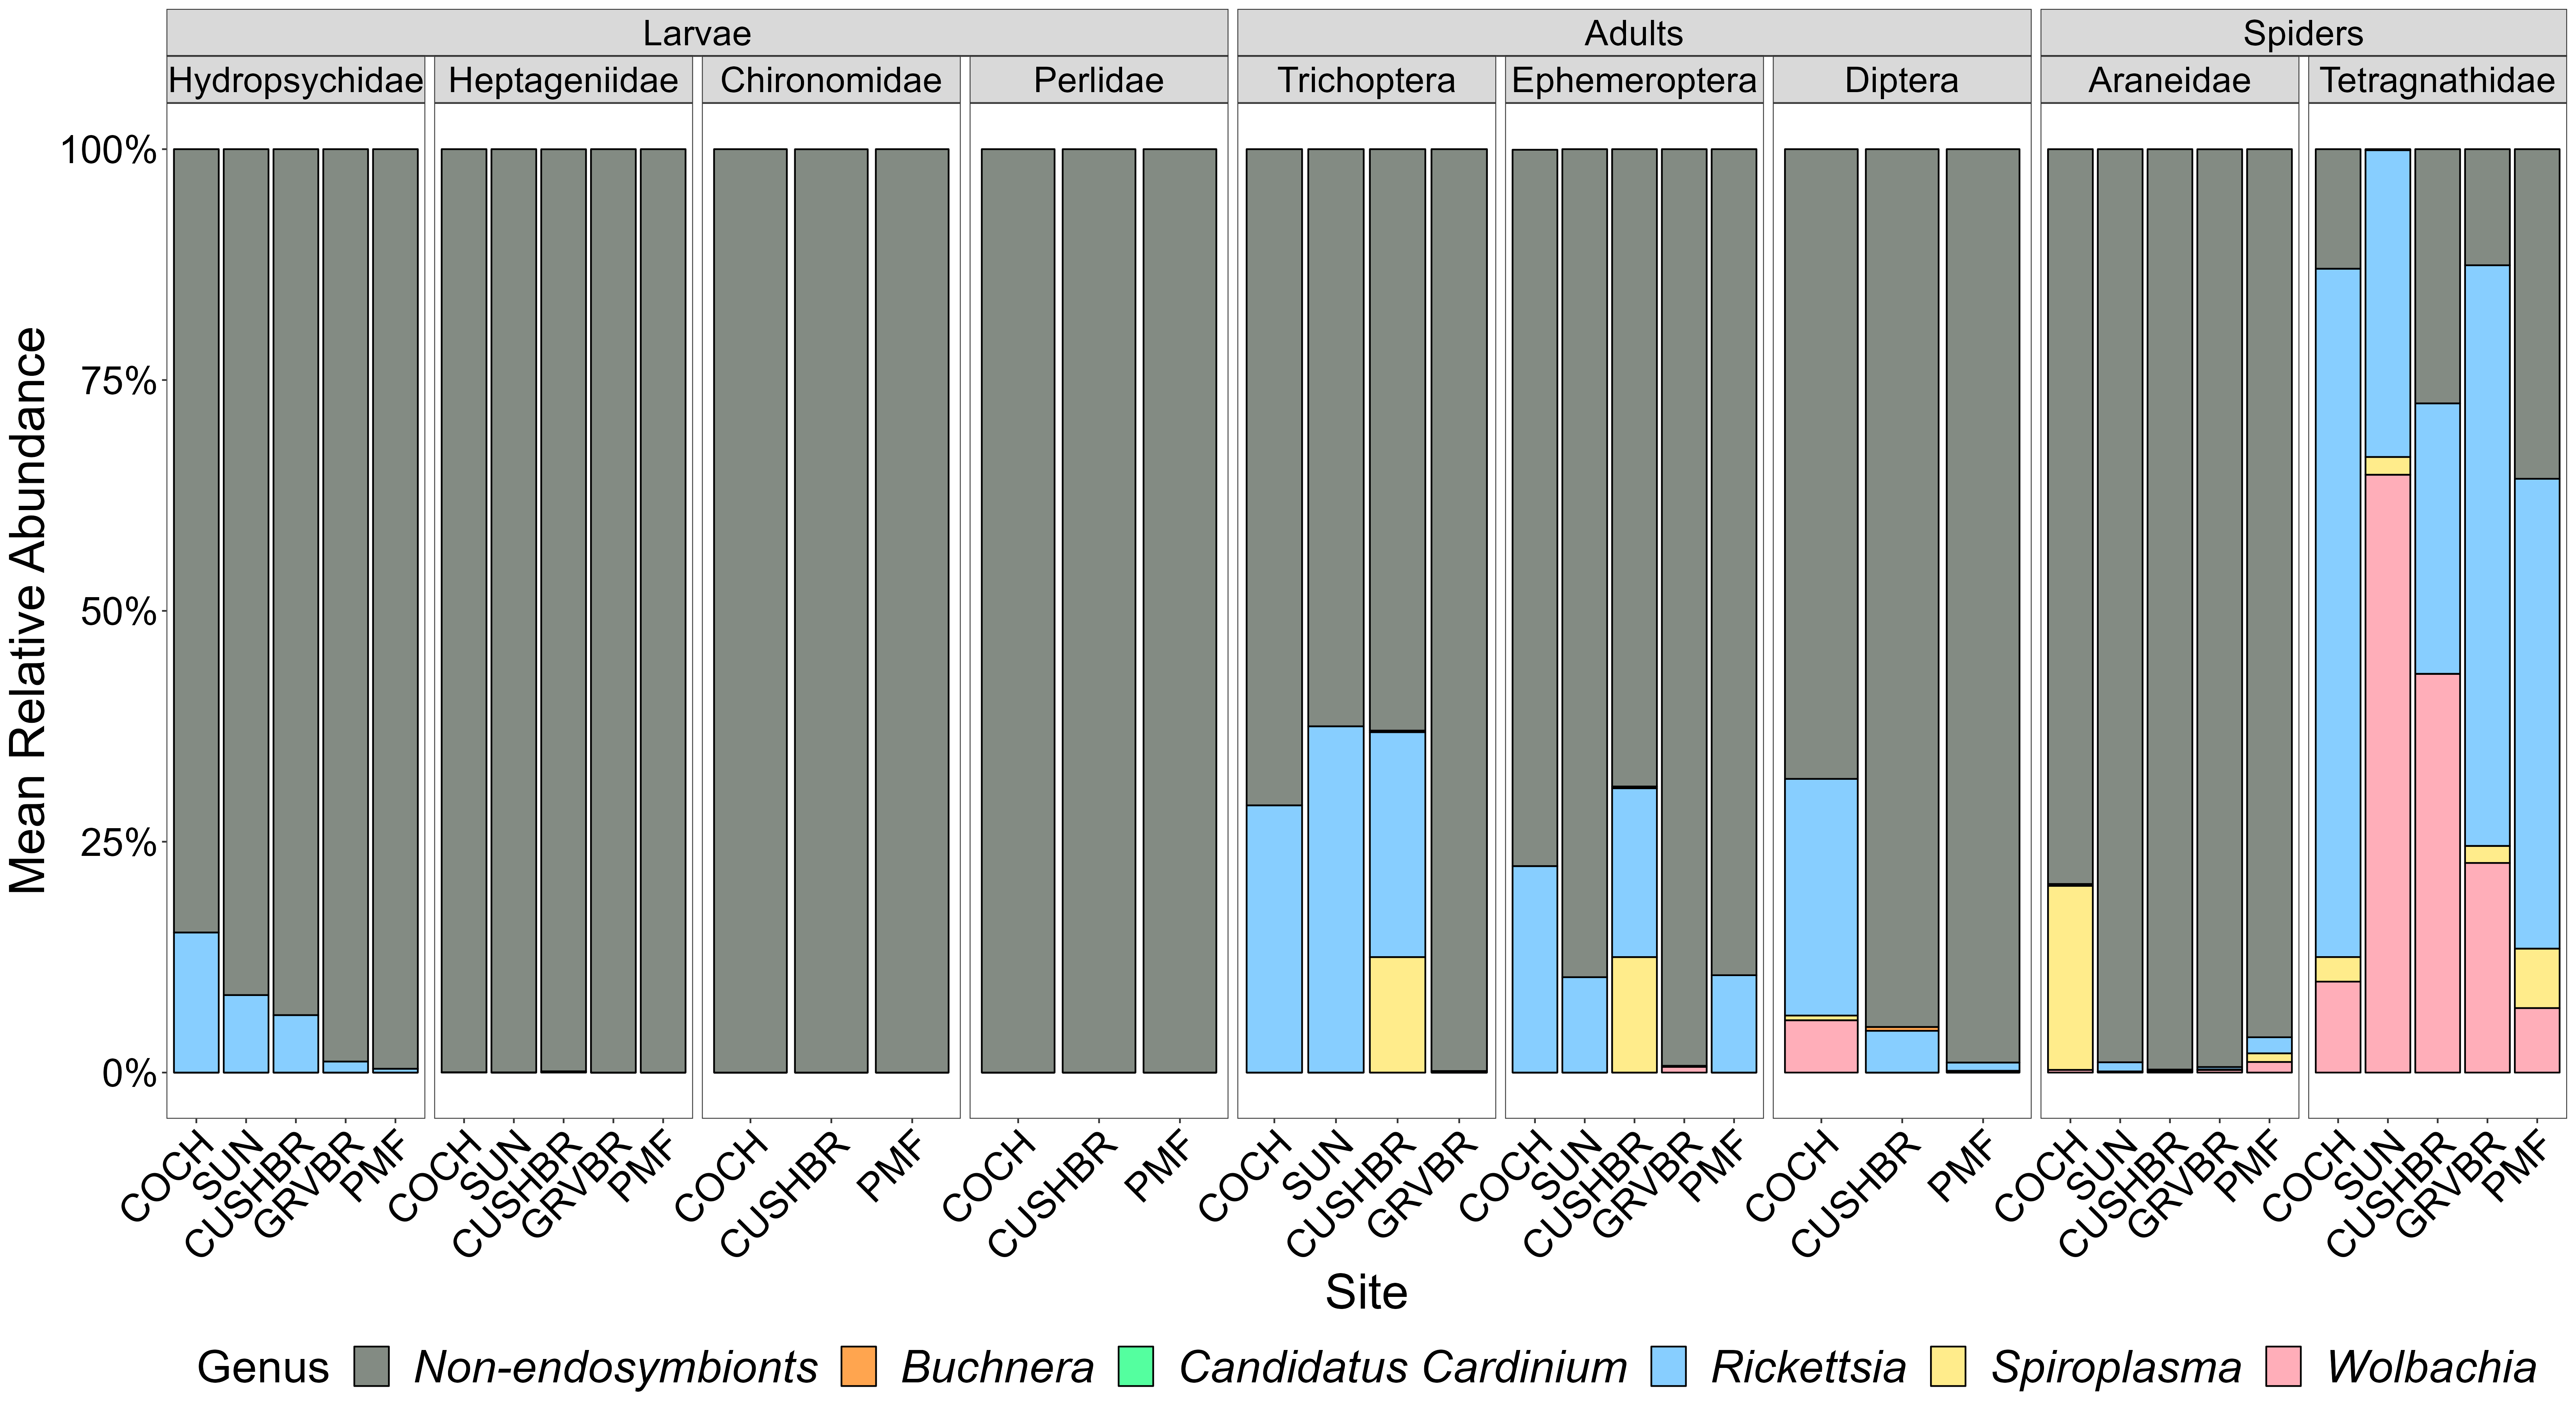 Larvae Adults Spiders
Hydropsychidae Heptageniidae Chironomidae Perlidae Trichoptera Ephemeroptera Diptera Araneidae Tetragnathidae
Mean Relative Abundance
100%
75%
50%
25%
0%
COCH SUN CUSHBR GRVBR PMF COCH SUN CUSHBR GRVBR PMF COCH CUSHBR PMF COCH CUSHBR PMF COCH SUN CUSHBR GRVBR COCH SUN CUSHBR GRVBR PMF COCH CUSHBR PMF COCH SUN CUSHBR GRVBR PMF COCH SUN CUSHBR GRVBR PMF
Site
Genus Non-endosymbionts Buchnera Candidatus Cardinium Rickettsia Spiroplasma Wolbachia